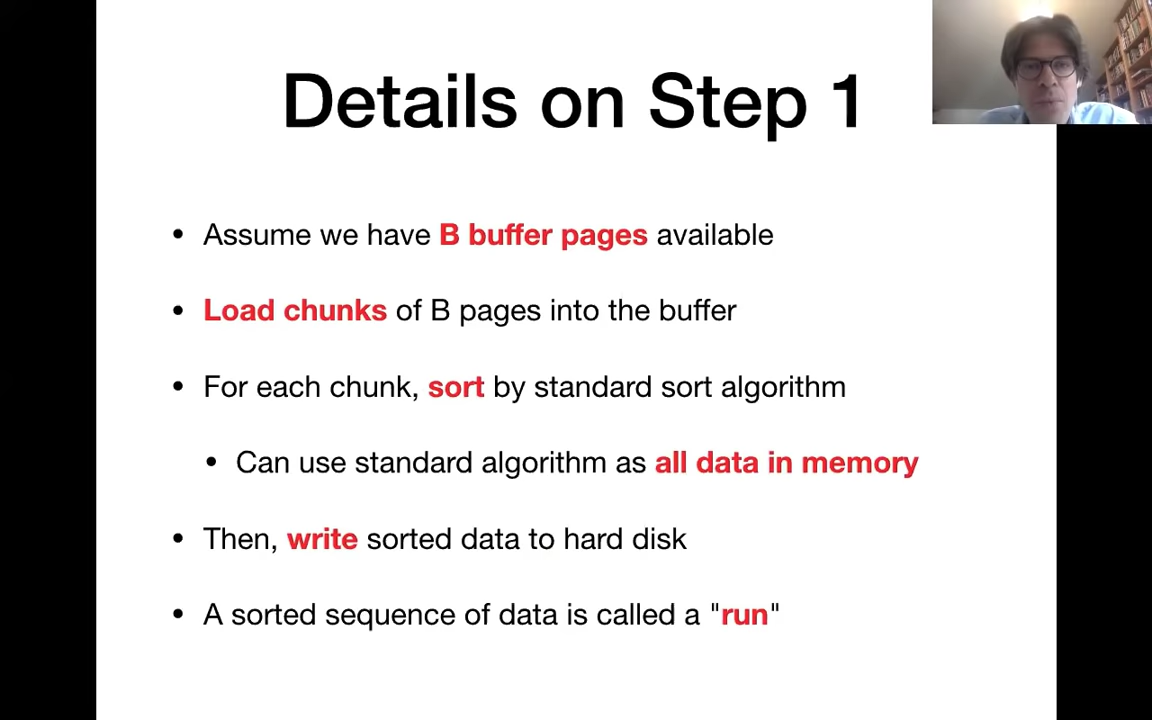 Details on Step 1
• Assume we have B buffer pages available
• Load chunks of B pages into the buffer
• For each chunk, sort by standard sort algorithm
• Can use standard algorithm as all data in memory
• Then, write sorted data to hard disk
• A sorted sequence of data is called a "run"